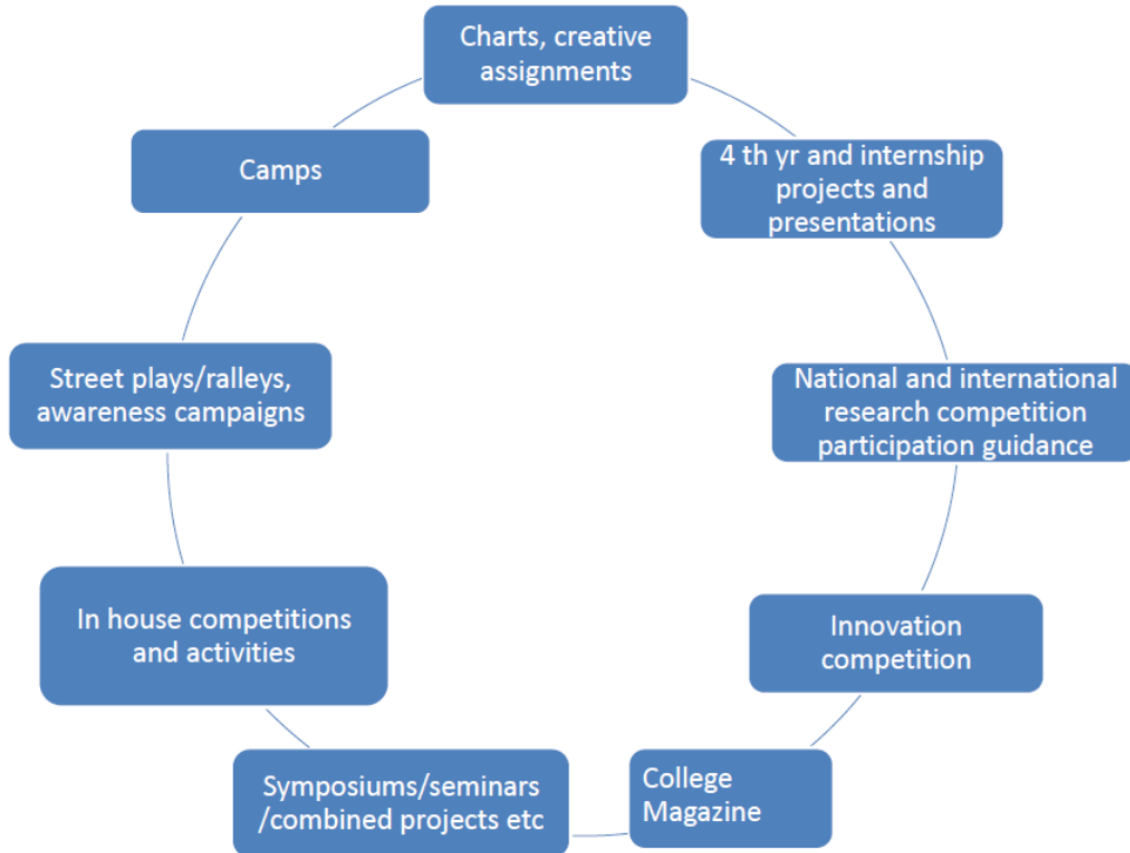 Charts, creative
assignments
4 th yr and internship
projects and
presentations
National and international
research competition
participation guidance
Innovation
competition
College
Magazine
Symposiums/seminars
/combined projects etc
In house competitions
and activities
Street plays/ralleys,
awareness campaigns
Camps